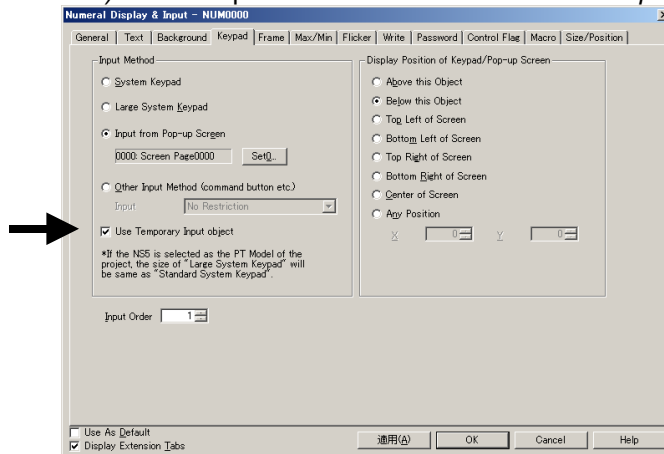 Numeral Display & Input - NUM0000
General Text Background Keypad Frame Max/Min Flicker Write Password Control Flag Macro Size/Position
Input Method
System Keypad
Large System Keypad
Input from Pop-up Screen
0000: Screen Page0000 Set0..
Other Input Method (command button etc.)
Input No Restriction
Use Temporary Input object
*If the NS5 is selected as the PT Model of the
project, the size of "Large System Keypad" will
be same as "Standard System Keypad".
Input Order 1
Display Position of Keypad/Pop-up Screen
Above this Object
Below this Object
Top Left of Screen
Bottom Left of Screen
Top Right of Screen
Bottom Right of Screen
Center of Screen
Any Position
X 0 Y 0
Use As Default
Display Extension Tabs
適用(A) OK Cancel Help